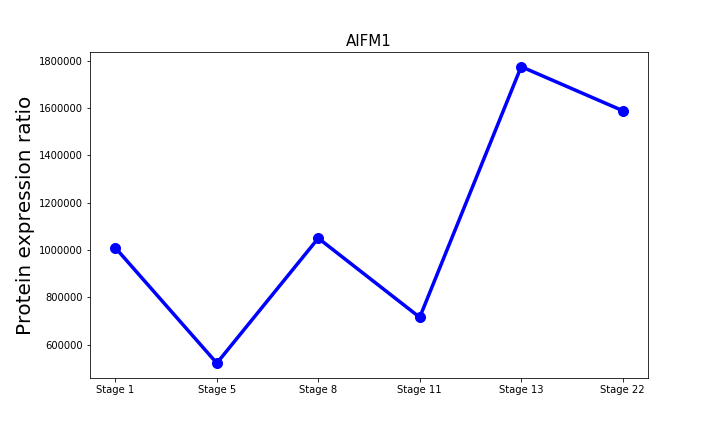 AIFM1
Protein expression ratio
1800000
1600000
1400000
1200000
1000000
800000
600000
Stage 1 Stage 5 Stage 8 Stage 11 Stage 13 Stage 22